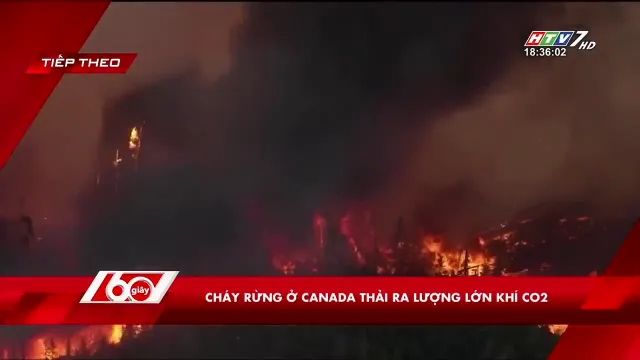 TIẾP THEO
HTV7 HD
18:36:02
60 giây
CHÁY RỪNG Ở CANADA THẢI RA LƯỢNG LỚN KHÍ CO2